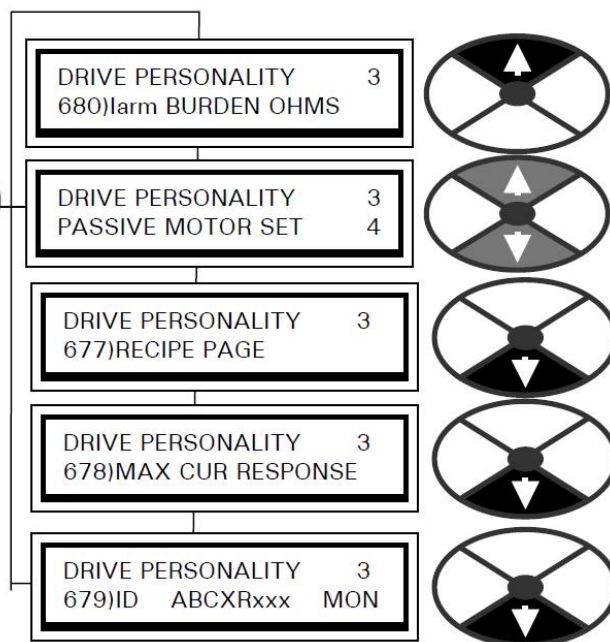 DRIVE PERSONALITY 3
680)Iarm BURDEN OHMS
DRIVE PERSONALITY 3
PASSIVE MOTOR SET 4
DRIVE PERSONALITY 3
677)RECIPE PAGE
DRIVE PERSONALITY 3
678)MAX CUR RESPONSE
DRIVE PERSONALITY 3
679)ID ABCXRxxx MON